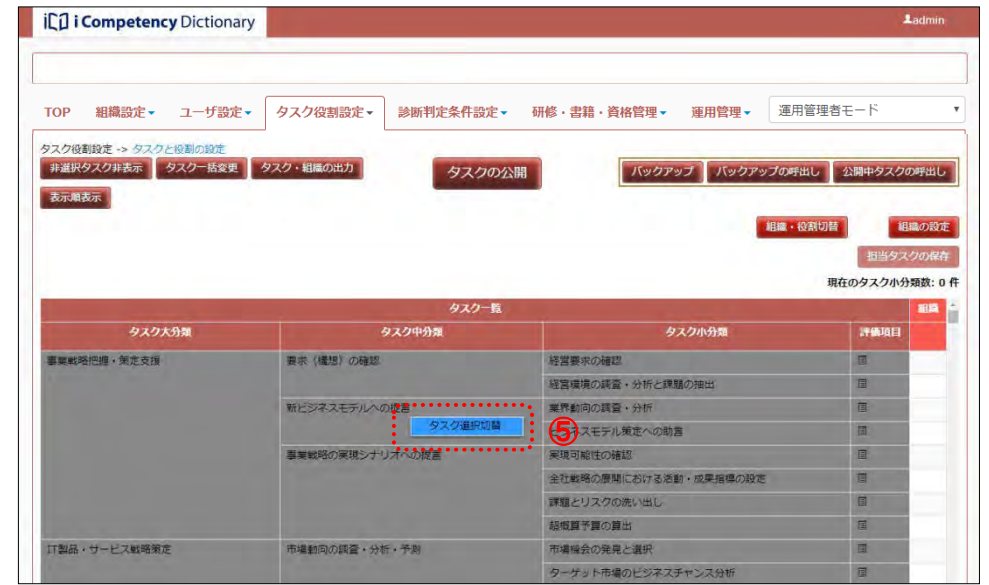 i Competency Dictionary
admin
TOP 組織設定 ユーザ設定 タスク役割設定 診断判定条件設定 研修・書籍・資格管理 運用管理 運用管理者モード
タスク役割設定 -> タスクと役割の設定
非選択タスク非表示 タスク一括変更 タスク・組織の出力 タスクの公開 バックアップ バックアップの呼出し 公開中タスクの呼出し
表示順表示
組織・役割切替 組織の設定
担当タスクの保存
現在のタスク小分類数: 0 件
タスク一覧 組織
タスク大分類 タスク中分類 タスク小分類 評価項目
事業戦略把握・策定支援 要求（構想）の確認 経営要求の確認
経営環境の調査・分析と課題の抽出
新ビジネスモデルへの提言 業界動向の調査・分析
タスク選択切替 ⑤ ビジネスモデル策定への助言
事業戦略の実現シナリオへの提言 実現可能性の確認
全社戦略の展開における活動・成果指標の設定
課題とリスクの洗い出し
超概算予算の算出
IT製品・サービス戦略策定 市場動向の調査・分析・予測 市場機会の発見と選択
ターゲット市場のビジネスチャンス分析